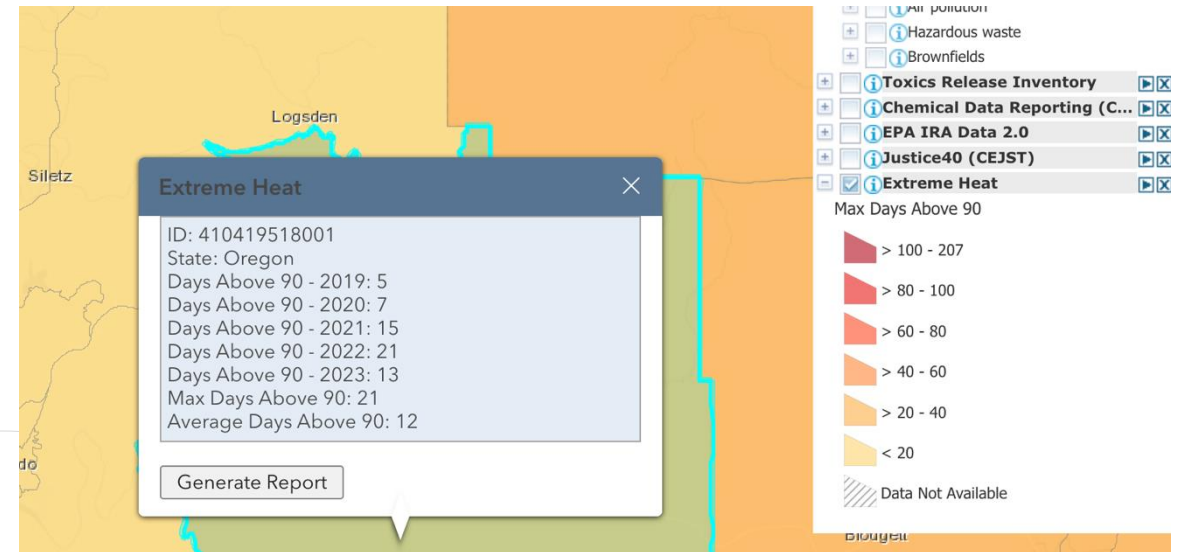 Air pollution
Hazardous waste
Brownfields
Toxics Release Inventory
Chemical Data Reporting (C...
EPA IRA Data 2.0
Justice40 (CEJST)
Extreme Heat
Max Days Above 90
> 100 - 207
> 80 - 100
> 60 - 80
> 40 - 60
> 20 - 40
< 20
Data Not Available
Logsden
Siletz
Extreme Heat
ID: 410419518001
State: Oregon
Days Above 90 - 2019: 5
Days Above 90 - 2020: 7
Days Above 90 - 2021: 15
Days Above 90 - 2022: 21
Days Above 90 - 2023: 13
Max Days Above 90: 21
Average Days Above 90: 12
Generate Report
Blodgett